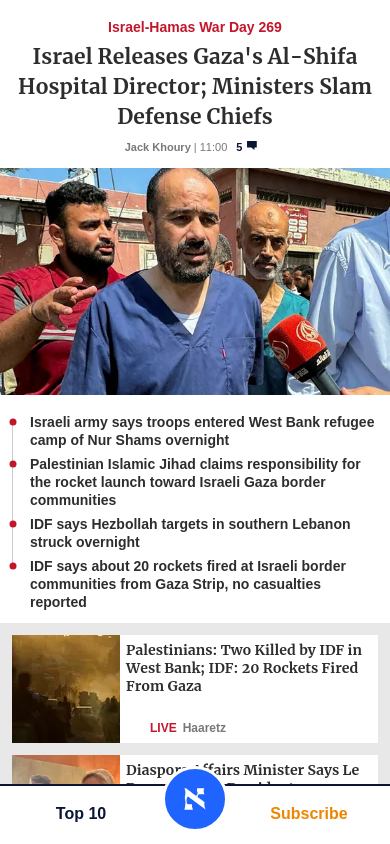 Israel-Hamas War Day 269
Israel Releases Gaza's Al-Shifa
Hospital Director; Ministers Slam
Defense Chiefs
Jack Khoury | 11:00 5
Israeli army says troops entered West Bank refugee
camp of Nur Shams overnight
Palestinian Islamic Jihad claims responsibility for
the rocket launch toward Israeli Gaza border
communities
IDF says Hezbollah targets in southern Lebanon
struck overnight
IDF says about 20 rockets fired at Israeli border
communities from Gaza Strip, no casualties
reported
Palestinians: Two Killed by IDF in
West Bank; IDF: 20 Rockets Fired
From Gaza
LIVE Haaretz
Diaspora Affairs Minister Says Le
Top 10
Subscribe